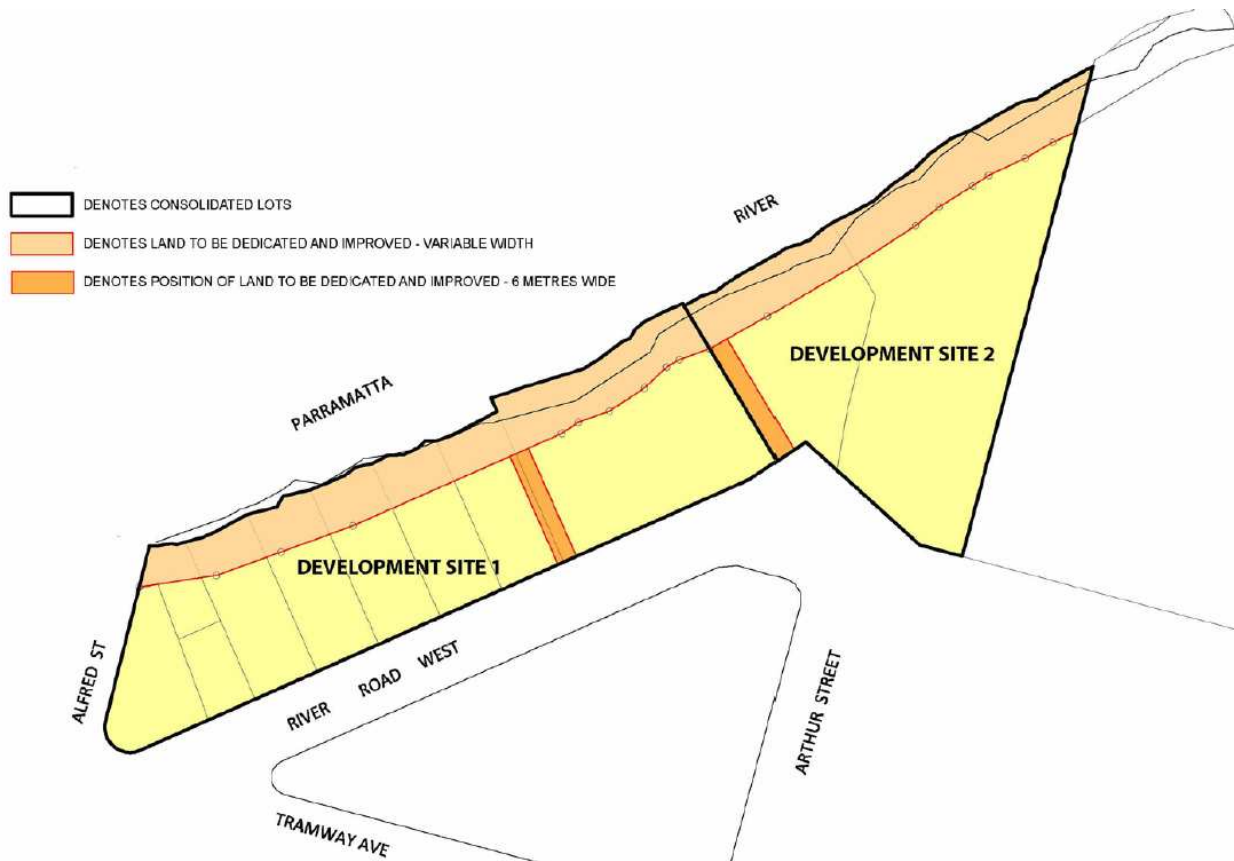 DENOTES CONSOLIDATED LOTS
DENOTES LAND TO BE DEDICATED AND IMPROVED - VARIABLE WIDTH
DENOTES POSITION OF LAND TO BE DEDICATED AND IMPROVED - 6 METRES WIDE
RIVER
PARRAMATTA
DEVELOPMENT SITE 2
DEVELOPMENT SITE 1
ALFRED ST
RIVER ROAD WEST
ARTHUR STREET
TRAMWAY AVE